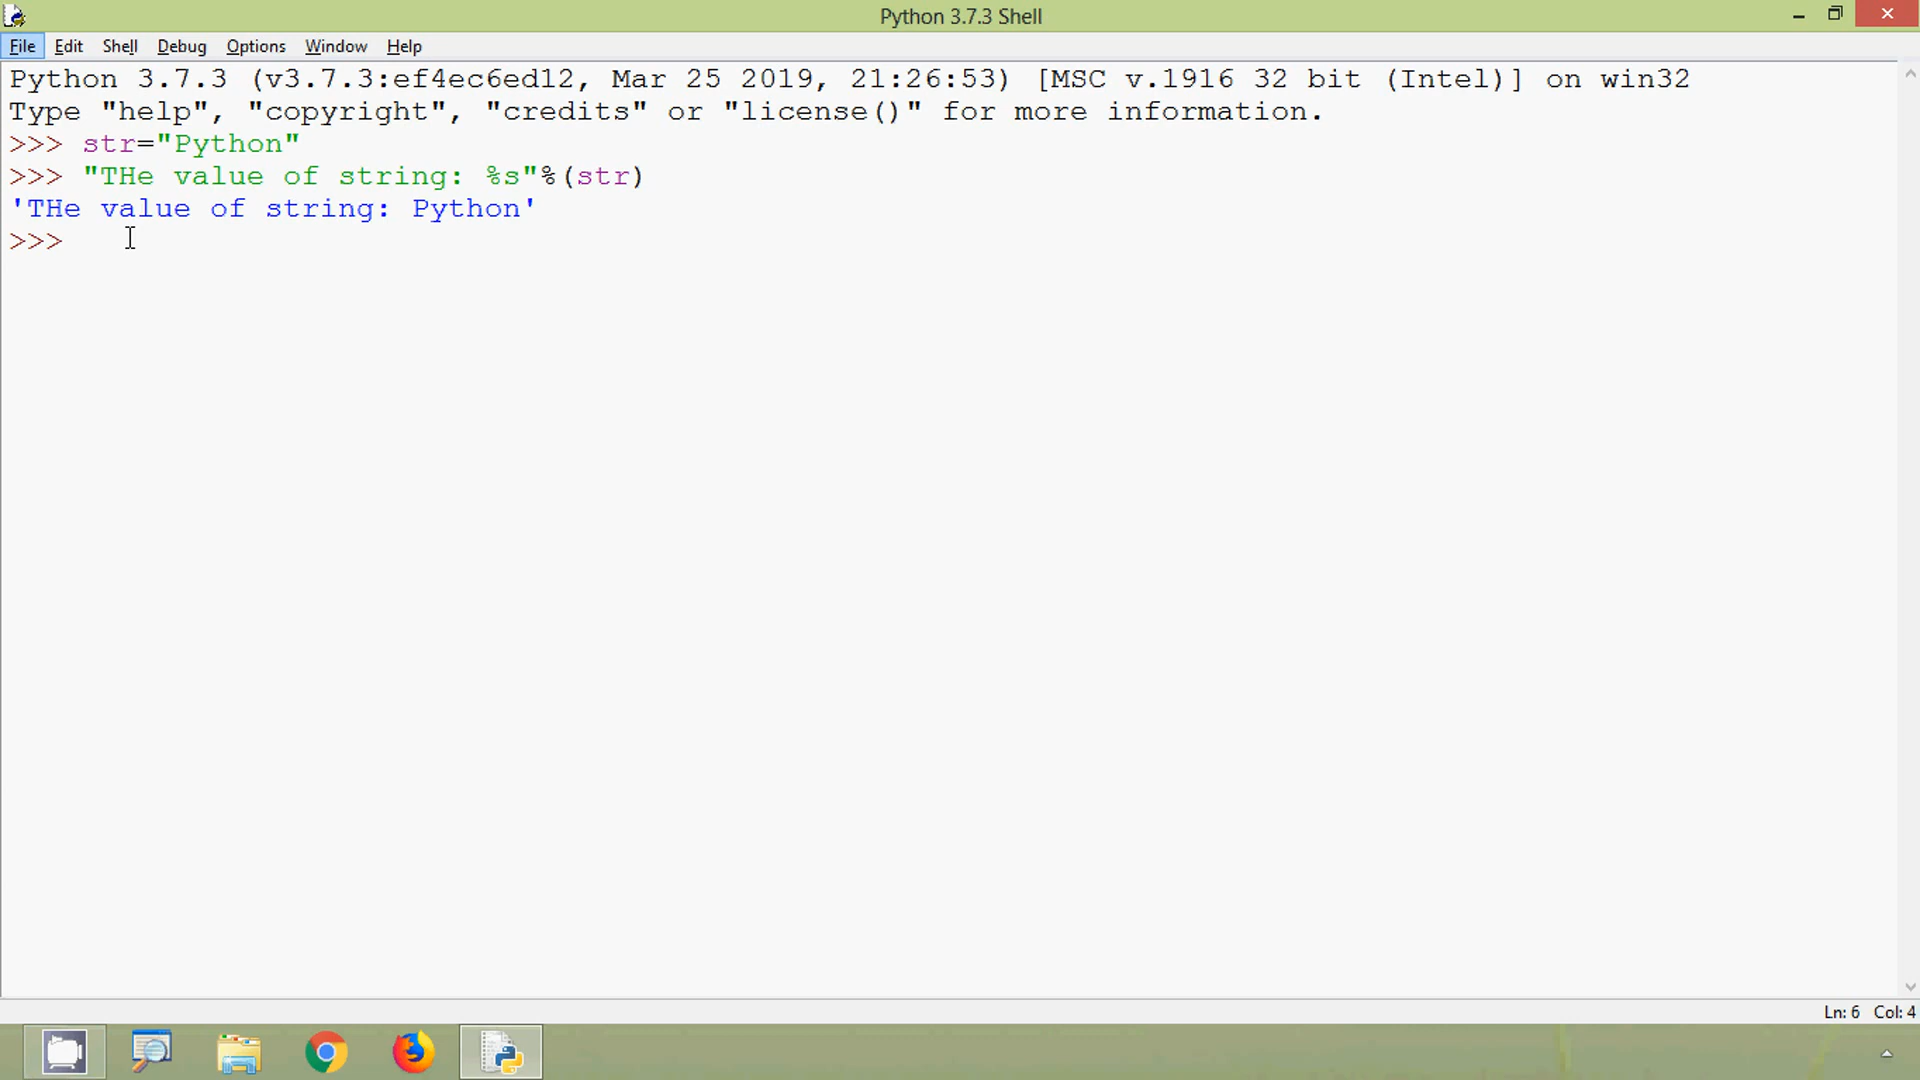 Python 3.7.3 Shell
File Edit Shell Debug Options Window Help
Python 3.7.3 (v3.7.3:ef4ec6ed12, Mar 25 2019, 21:26:53) [MSC v.1916 32 bit (Intel)] on win32
Type "help", "copyright", "credits" or "license()" for more information.
>>> str="Python"
>>> "THe value of string: %s"%(str)
'THe value of string: Python'
>>>
Ln: 6 Col: 4